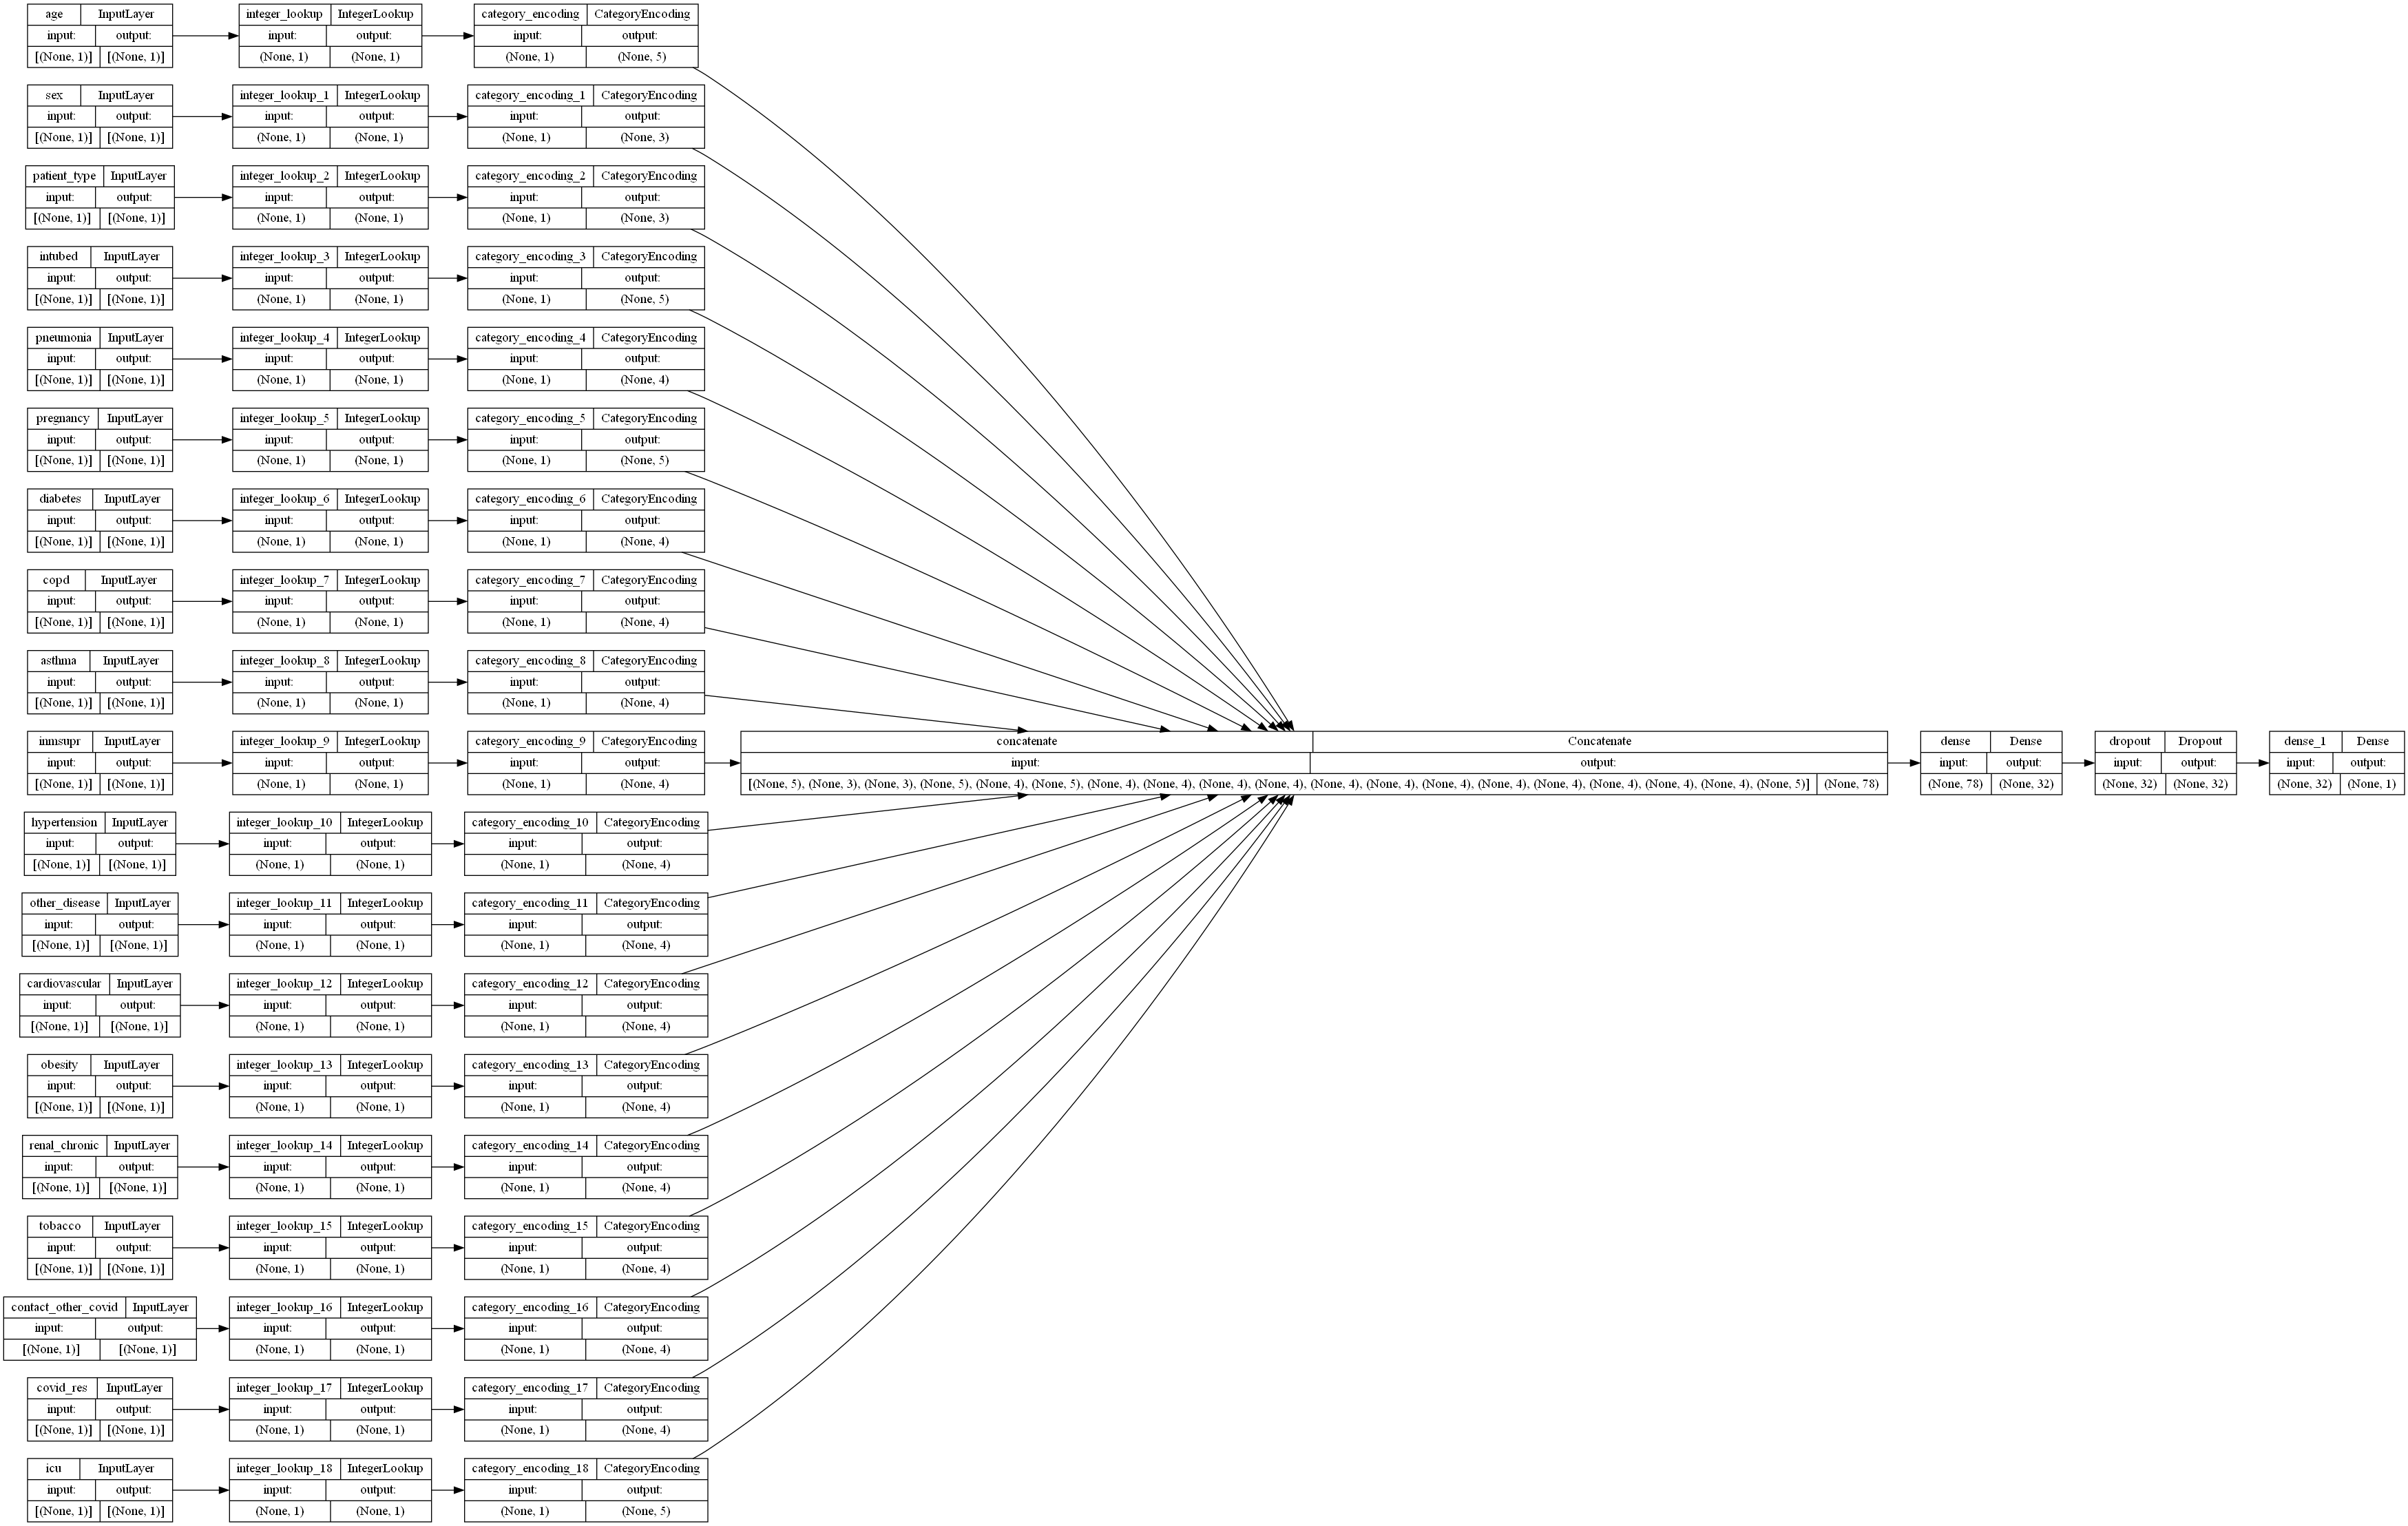 age InputLayer integer_lookup IntegerLookup category_encoding CategoryEncoding
input: output: input: output: input: output:
[(None, 1)] [(None, 1)] (None, 1) (None, 1) (None, 1) (None, 5)
sex InputLayer integer_lookup_1 IntegerLookup category_encoding_1 CategoryEncoding
input: output: input: output: input: output:
[(None, 1)] [(None, 1)] (None, 1) (None, 1) (None, 1) (None, 3)
patient_type InputLayer integer_lookup_2 IntegerLookup category_encoding_2 CategoryEncoding
input: output: input: output: input: output:
[(None, 1)] [(None, 1)] (None, 1) (None, 1) (None, 1) (None, 3)
intubed InputLayer integer_lookup_3 IntegerLookup category_encoding_3 CategoryEncoding
input: output: input: output: input: output:
[(None, 1)] [(None, 1)] (None, 1) (None, 1) (None, 1) (None, 5)
pneumonia InputLayer integer_lookup_4 IntegerLookup category_encoding_4 CategoryEncoding
input: output: input: output: input: output:
[(None, 1)] [(None, 1)] (None, 1) (None, 1) (None, 1) (None, 4)
pregnancy InputLayer integer_lookup_5 IntegerLookup category_encoding_5 CategoryEncoding
input: output: input: output: input: output:
[(None, 1)] [(None, 1)] (None, 1) (None, 1) (None, 1) (None, 5)
diabetes InputLayer integer_lookup_6 IntegerLookup category_encoding_6 CategoryEncoding
input: output: input: output: input: output:
[(None, 1)] [(None, 1)] (None, 1) (None, 1) (None, 1) (None, 4)
copd InputLayer integer_lookup_7 IntegerLookup category_encoding_7 CategoryEncoding
input: output: input: output: input: output:
[(None, 1)] [(None, 1)] (None, 1) (None, 1) (None, 1) (None, 4)
asthma InputLayer integer_lookup_8 IntegerLookup category_encoding_8 CategoryEncoding
input: output: input: output: input: output:
[(None, 1)] [(None, 1)] (None, 1) (None, 1) (None, 1) (None, 4)
inmsupr InputLayer integer_lookup_9 IntegerLookup category_encoding_9 CategoryEncoding concatenate Concatenate dense Dense dropout Dropout dense_1 Dense
input: output: input: output: input: output: input: output: input: output: input: output: input: output:
[(None, 1)] [(None, 1)] (None, 1) (None, 1) (None, 1) (None, 4) [(None, 5), (None, 3), (None, 3), (None, 5), (None, 4), (None, 5), (None, 4), (None, 4), (None, 4), (None, 4), (None, 4), (None, 4), (None, 4), (None, 4), (None, 4), (None, 4), (None, 4), (None, 4), (None, 5)] (None, 78) (None, 78) (None, 32) (None, 32) (None, 32) (None, 32) (None, 1)
hypertension InputLayer integer_lookup_10 IntegerLookup category_encoding_10 CategoryEncoding
input: output: input: output: input: output:
[(None, 1)] [(None, 1)] (None, 1) (None, 1) (None, 1) (None, 4)
other_disease InputLayer integer_lookup_11 IntegerLookup category_encoding_11 CategoryEncoding
input: output: input: output: input: output:
[(None, 1)] [(None, 1)] (None, 1) (None, 1) (None, 1) (None, 4)
cardiovascular InputLayer integer_lookup_12 IntegerLookup category_encoding_12 CategoryEncoding
input: output: input: output: input: output:
[(None, 1)] [(None, 1)] (None, 1) (None, 1) (None, 1) (None, 4)
obesity InputLayer integer_lookup_13 IntegerLookup category_encoding_13 CategoryEncoding
input: output: input: output: input: output:
[(None, 1)] [(None, 1)] (None, 1) (None, 1) (None, 1) (None, 4)
renal_chronic InputLayer integer_lookup_14 IntegerLookup category_encoding_14 CategoryEncoding
input: output: input: output: input: output:
[(None, 1)] [(None, 1)] (None, 1) (None, 1) (None, 1) (None, 4)
tobacco InputLayer integer_lookup_15 IntegerLookup category_encoding_15 CategoryEncoding
input: output: input: output: input: output:
[(None, 1)] [(None, 1)] (None, 1) (None, 1) (None, 1) (None, 4)
contact_other_covid InputLayer integer_lookup_16 IntegerLookup category_encoding_16 CategoryEncoding
input: output: input: output: input: output:
[(None, 1)] [(None, 1)] (None, 1) (None, 1) (None, 1) (None, 4)
covid_res InputLayer integer_lookup_17 IntegerLookup category_encoding_17 CategoryEncoding
input: output: input: output: input: output:
[(None, 1)] [(None, 1)] (None, 1) (None, 1) (None, 1) (None, 4)
icu InputLayer integer_lookup_18 IntegerLookup category_encoding_18 CategoryEncoding
input: output: input: output: input: output:
[(None, 1)] [(None, 1)] (None, 1) (None, 1) (None, 1) (None, 5)